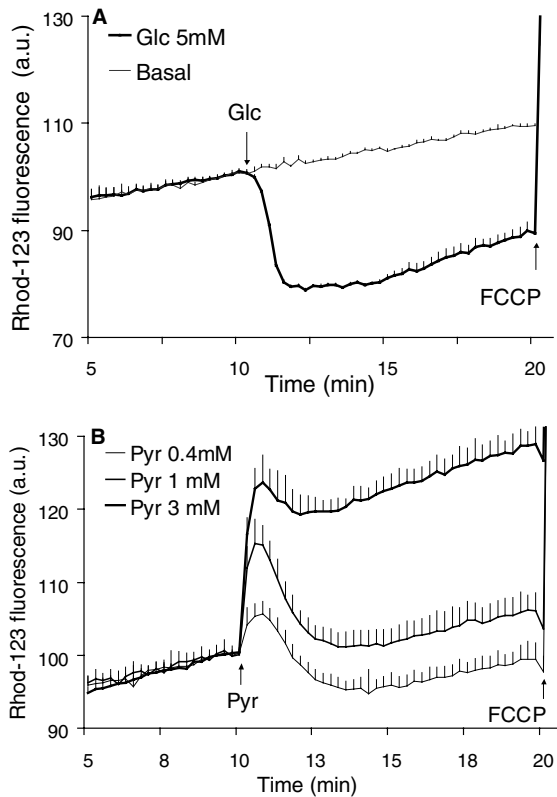 A
130
Glc 5mM
Basal
Glc
110
90
70
Rhod-123 fluorescence (a.u.)
FCCP
5
10
15
20
Time (min)
B
130
Pyr 0.4mM
Pyr 1 mM
Pyr 3 mM
120
110
100
90
Rhod-123 fluorescence (a.u.)
Pyr
FCCP
5
8
10
13
15
18
20
Time (min)